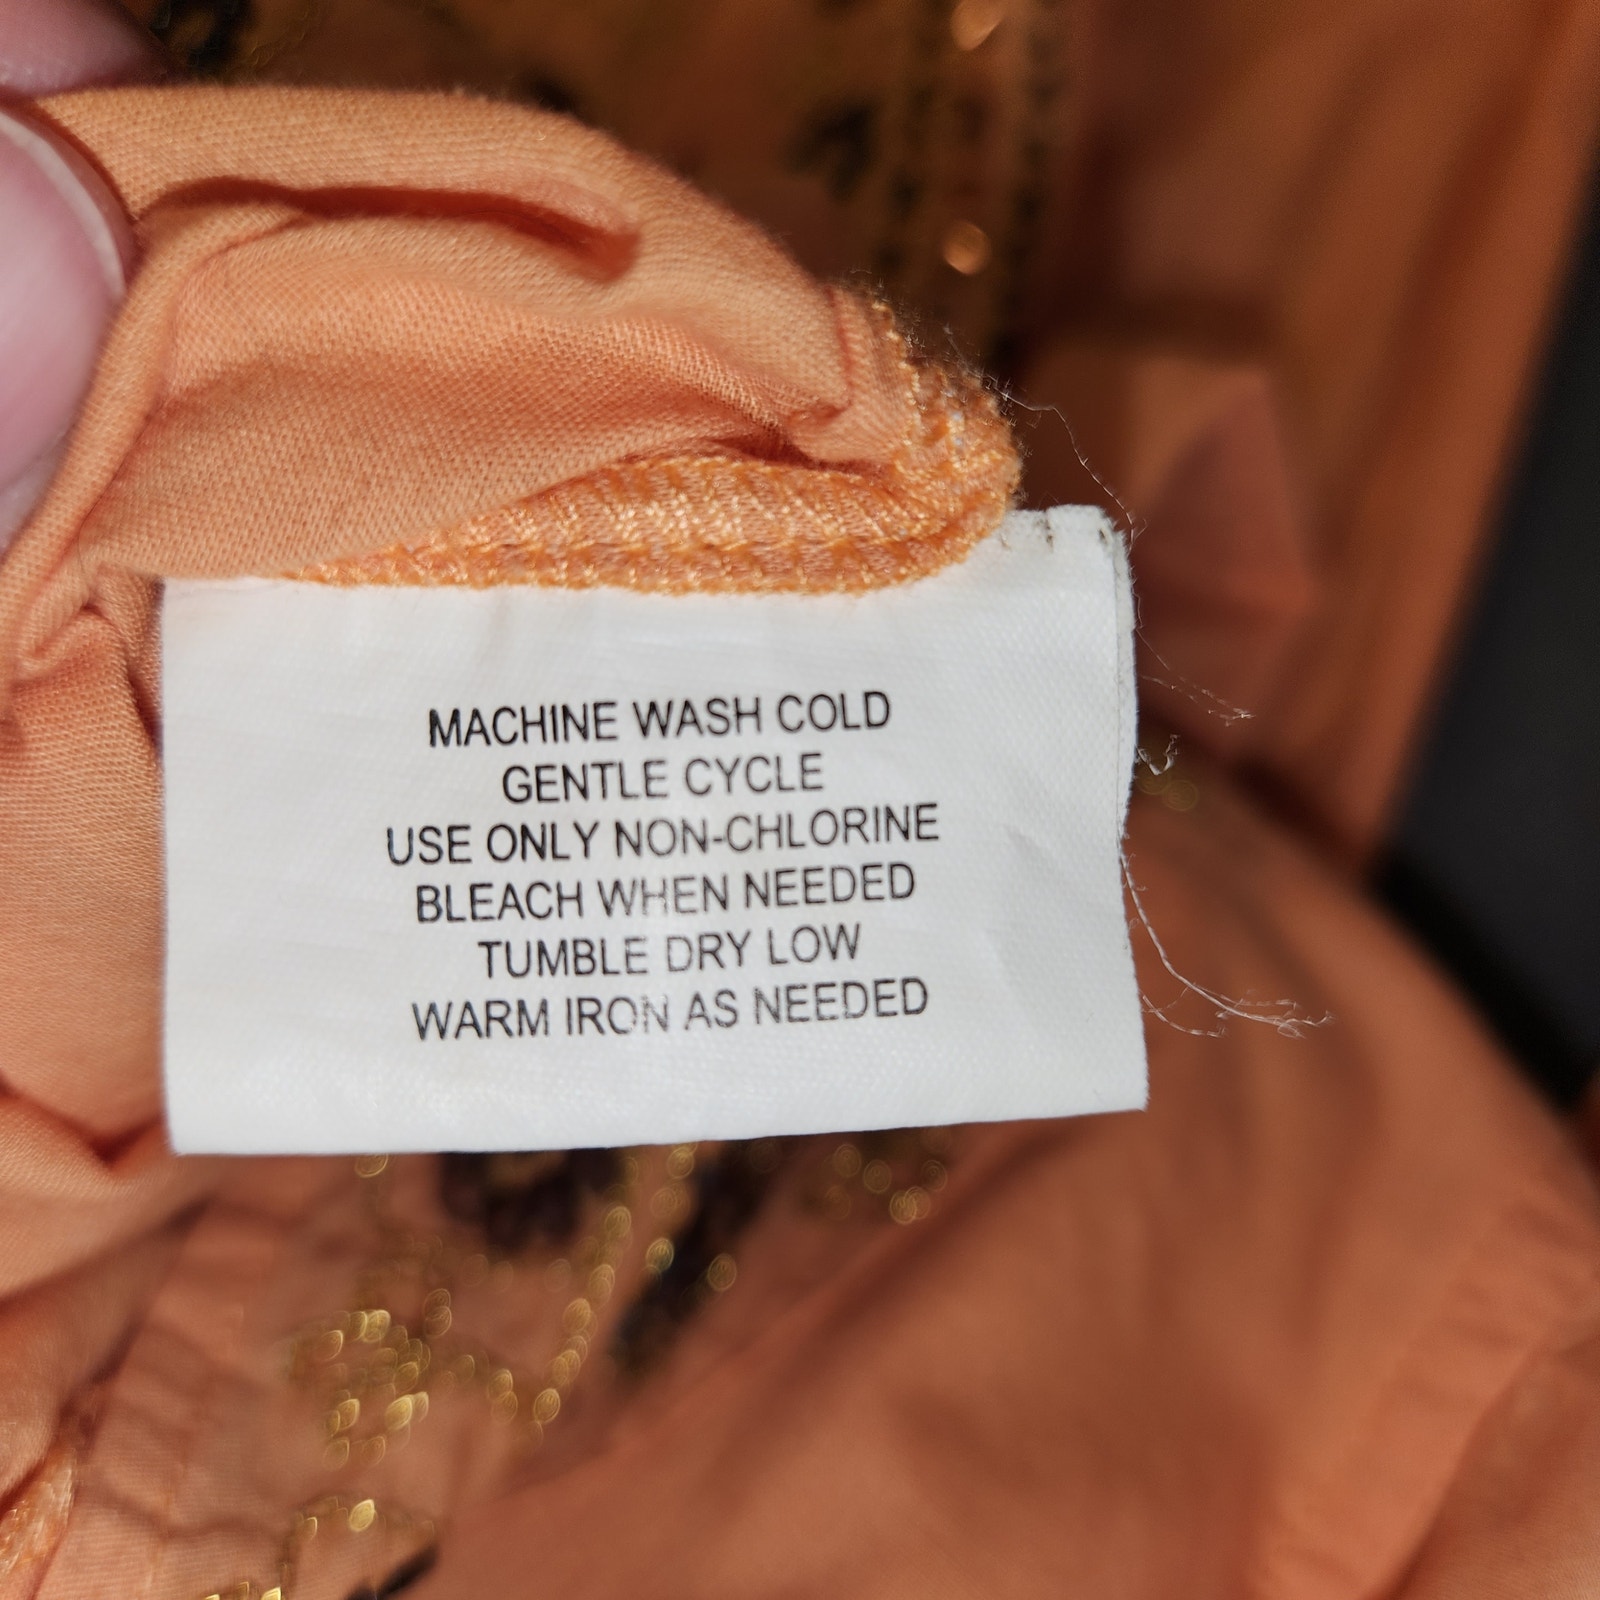 MACHINE WASH COLD
GENTLE CYCLE
USE ONLY NON-CHLORINE
BLEACH WHEN NEEDED
TUMBLE DRY LOW
WARM IRON AS NEEDED